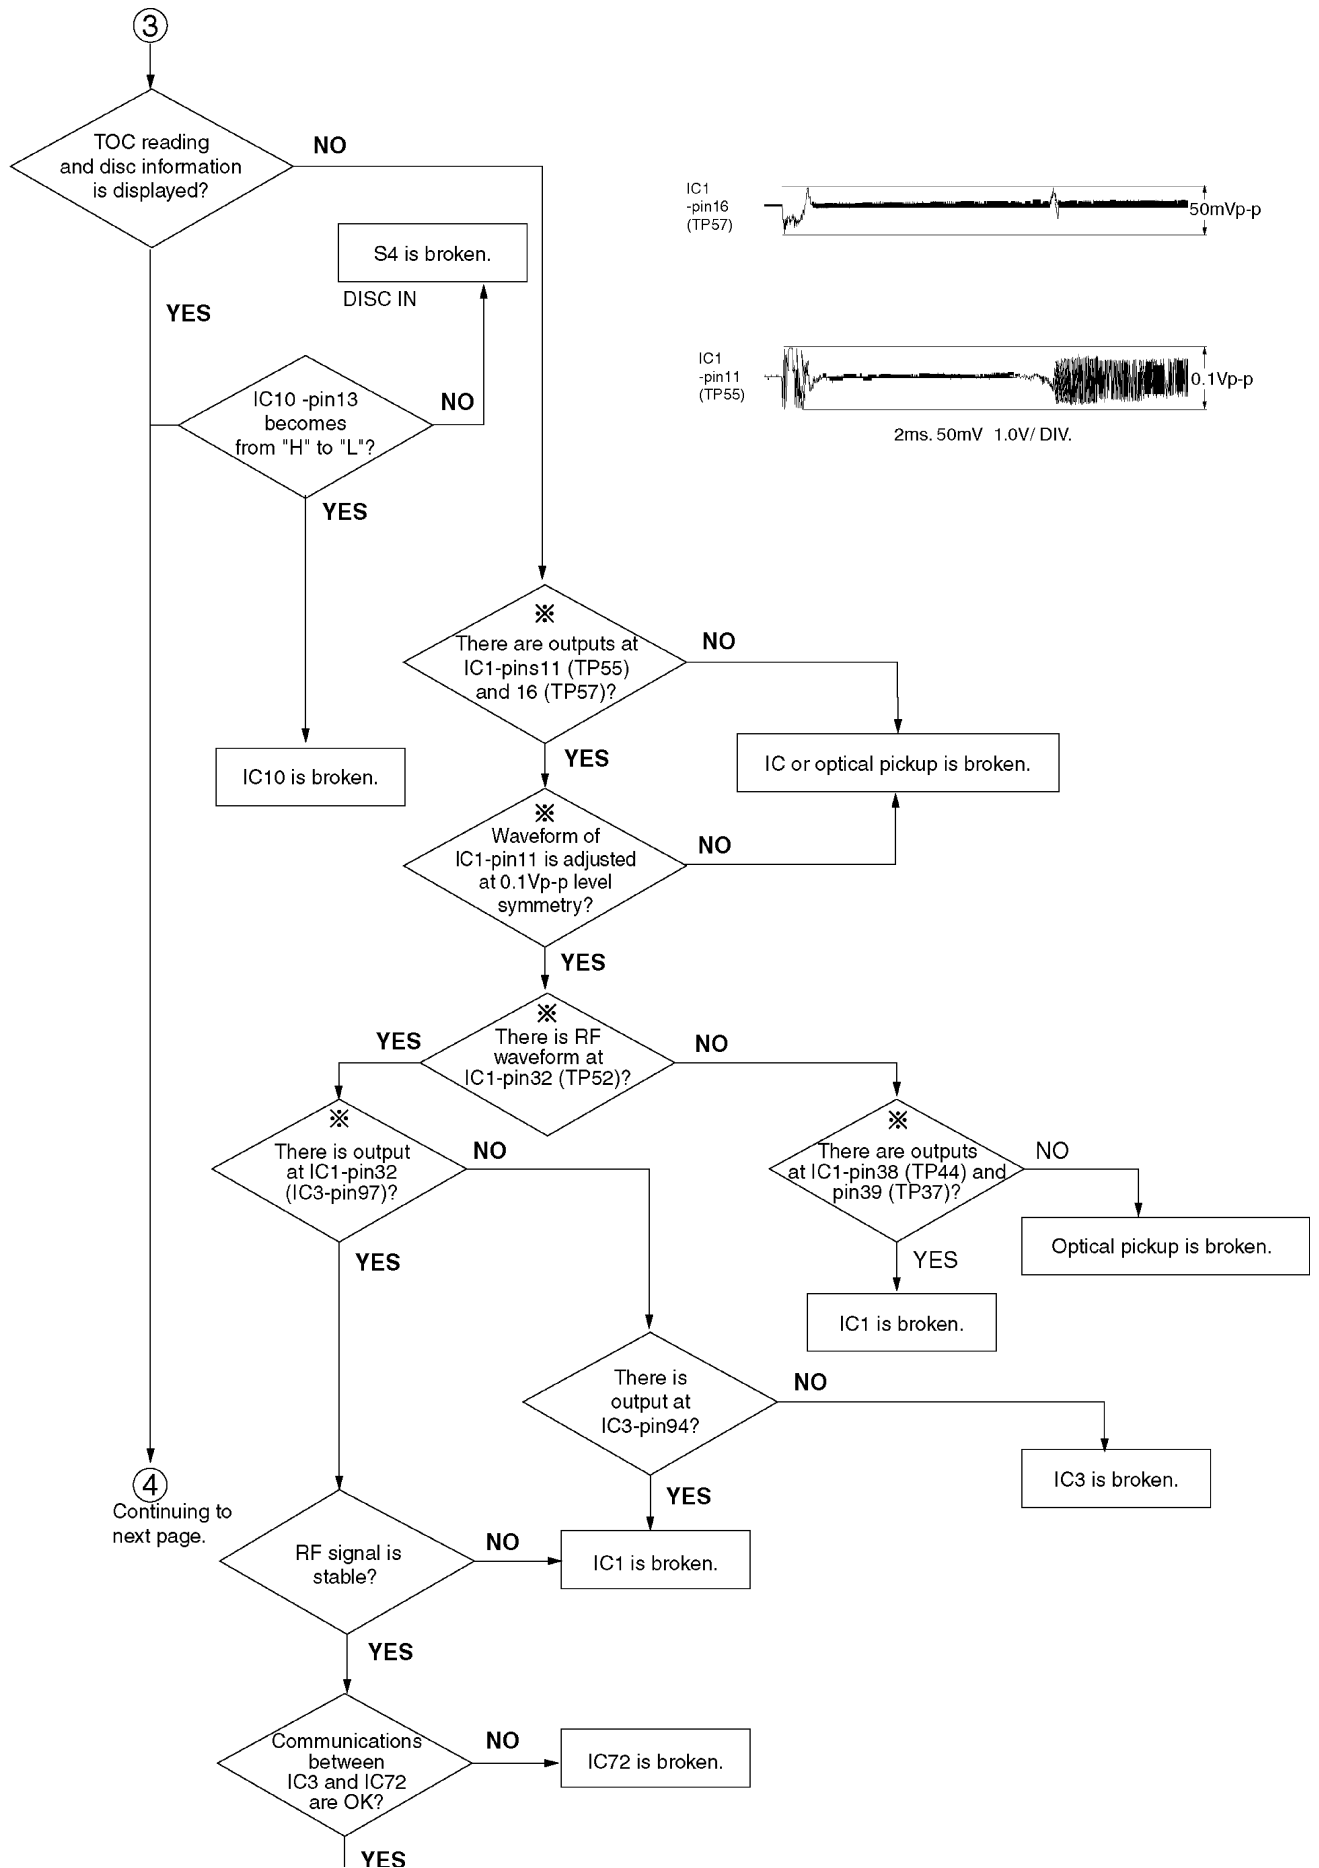 ③
TOC reading
and disc information
is displayed?
NO
YES
S4 is broken.
DISC IN
IC10 -pin13
becomes
from "H" to "L"?
NO
YES
IC10 is broken.
IC1
-pin16
(TP57)
50mVp-p
IC1
-pin11
(TP55)
0.1Vp-p
2ms. 50mV 1.0V/ DIV.
※
There are outputs at
IC1-pins11 (TP55)
and 16 (TP57)?
NO
YES
IC or optical pickup is broken.
※
Waveform of
IC1-pin11 is adjusted
at 0.1Vp-p level
symmetry?
NO
YES
※
There is RF
waveform at
IC1-pin32 (TP52)?
YES
NO
※
There is output
at IC1-pin32
(IC3-pin97)?
NO
YES
※
There are outputs
at IC1-pin38 (TP44) and
pin39 (TP37)?
NO
YES
Optical pickup is broken.
IC1 is broken.
There is
output at
IC3-pin94?
NO
YES
IC3 is broken.
④
Continuing to
next page.
RF signal is
stable?
NO
IC1 is broken.
YES
Communications
between
IC3 and IC72
are OK?
NO
IC72 is broken.
YES